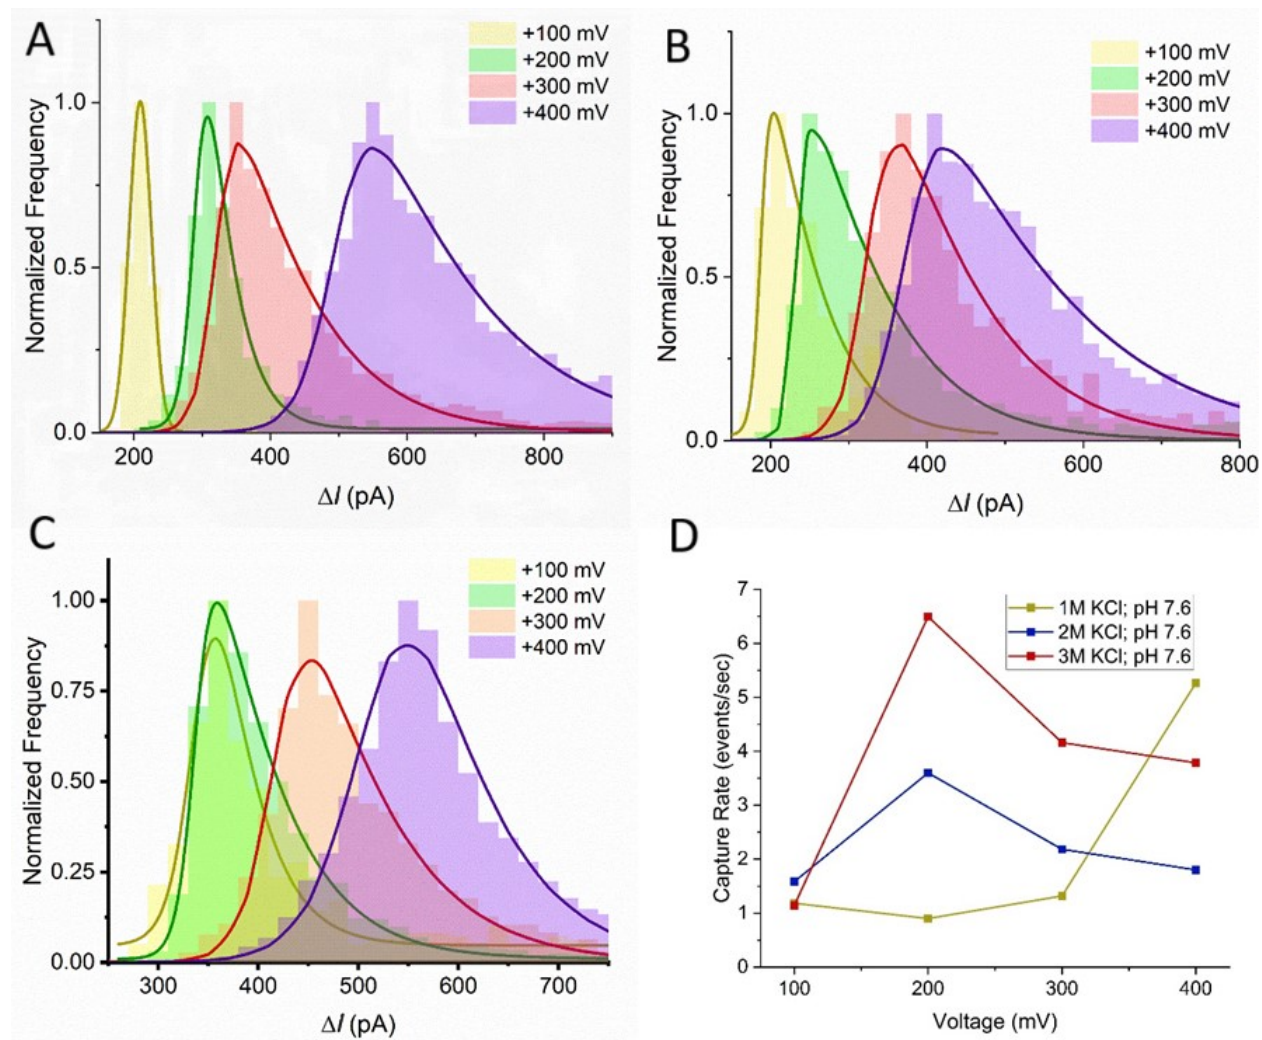 A
+100 mV
+200 mV
+300 mV
+400 mV
Normalized Frequency
1.0
0.5
0.0
200
400
600
800
ΔI (pA)
B
+100 mV
+200 mV
+300 mV
+400 mV
Normalized Frequency
1.0
0.5
0.0
200
400
600
800
ΔI (pA)
C
+100 mV
+200 mV
+300 mV
+400 mV
Normalized Frequency
1.00
0.75
0.50
0.25
0.00
300
400
500
600
700
ΔI (pA)
D
1M KCl; pH 7.6
2M KCl; pH 7.6
3M KCl; pH 7.6
Capture Rate (events/sec)
7
6
5
4
3
2
1
0
100
200
300
400
Voltage (mV)